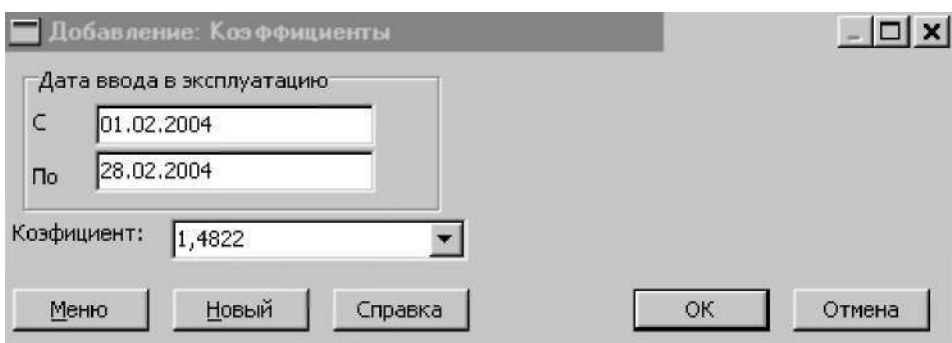 Добавление: Коэффициенты
Дата ввода в эксплуатацию
С 01.02.2004
По 28.02.2004
Коэфициент: 1,4822
Меню Новый Справка ОК Отмена